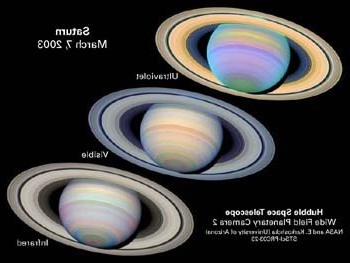 Saturn
March 7, 2003
Ultraviolet
Visible
Infrared
Hubble Space Telescope
Wide Field Planetary Camera 2
NASA and E. Karkoschka (University of Arizona)
STScI-PRC03-23